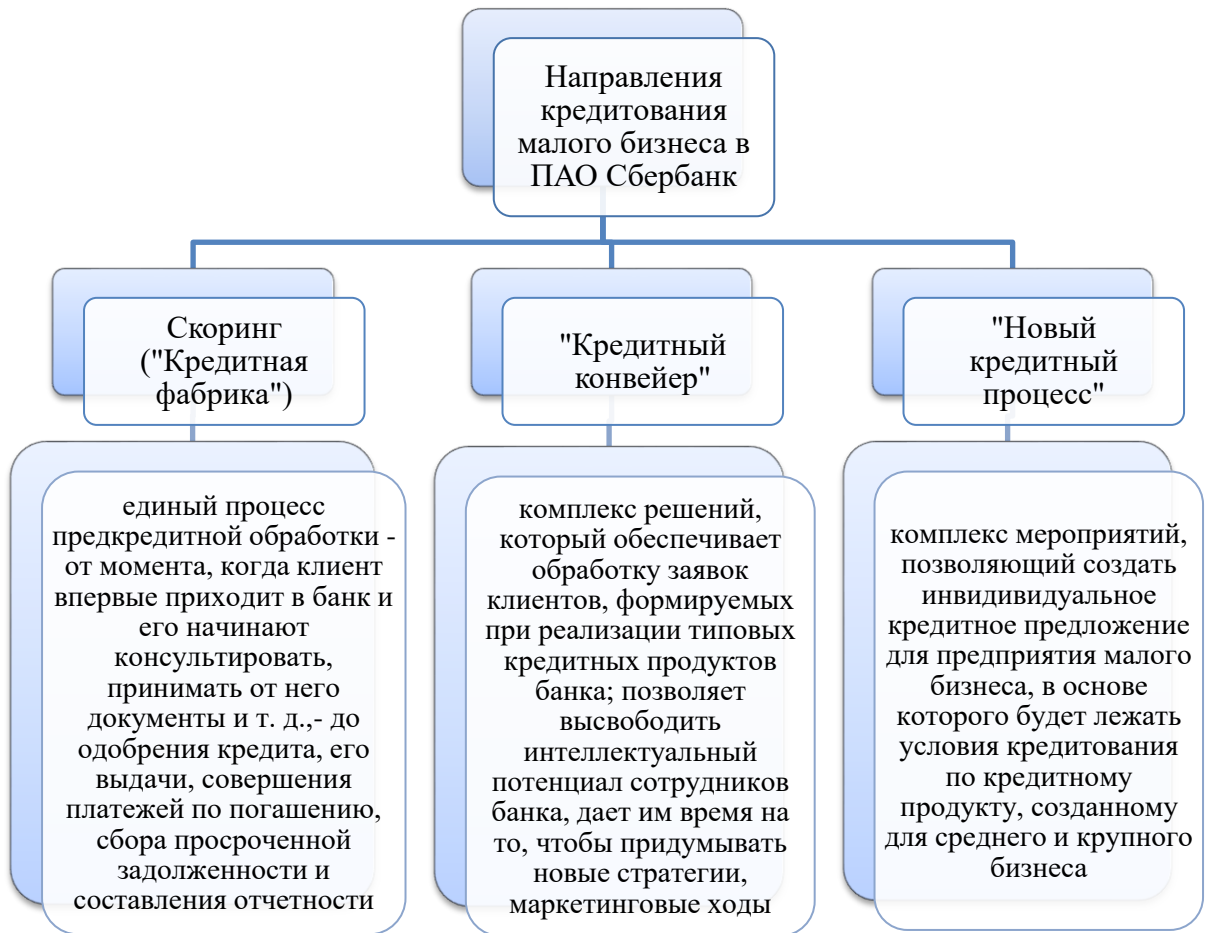 Направления
кредитования
малого бизнеса в
ПАО Сбербанк
Скоринг
("Кредитная
фабрика")
"Кредитный
конвейер"
"Новый
кредитный
процесс"
единый процесс
предкредитной обработки -
от момента, когда клиент
впервые приходит в банк и
его начинают
консультировать,
принимать от него
документы и т. д.,- до
одобрения кредита, его
выдачи, совершения
платежей по погашению,
сбора просроченной
задолженности и
составления отчетности
комплекс решений,
который обеспечивает
обработку заявок
клиентов, формируемых
при реализации типовых
кредитных продуктов
банка; позволяет
высвободить
интеллектуальный
потенциал сотрудников
банка, дает им время на
то, чтобы придумывать
новые стратегии,
маркетинговые ходы
комплекс мероприятий,
позволяющий создать
инвидивидуальное
кредитное предложение
для предприятия малого
бизнеса, в основе
которого будет лежать
условия кредитования
по кредитному
продукту, созданному
для среднего и крупного
бизнеса